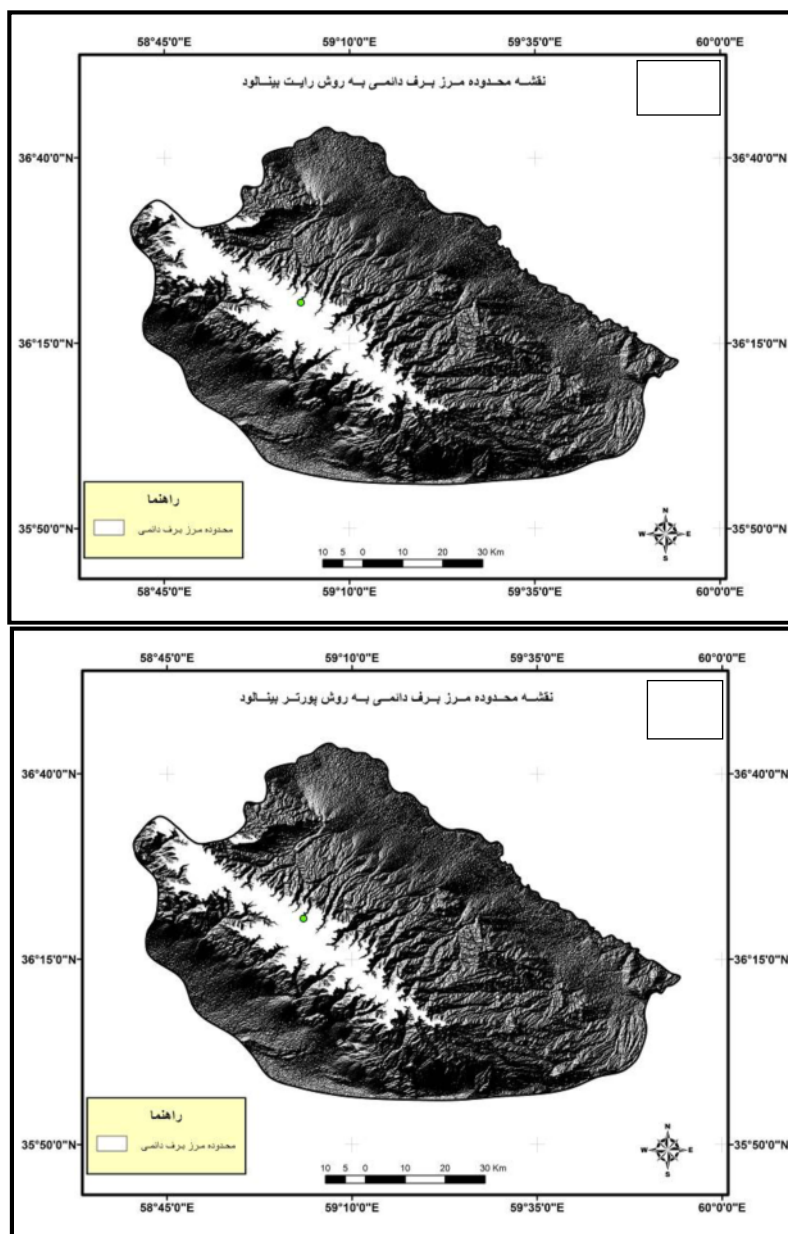 58°45'0"E 59°10'0"E 59°35'0"E 60°0'0"E
نقشه محدوده مرز برف دائمی به روش رایت بینالود
36°40'0"N 36°40'0"N
36°15'0"N 36°15'0"N
راهنما
محدوده مرز برف دائمی
35°50'0"N 35°50'0"N
N
W E
S
10 5 0 10 20 30 Km
58°45'0"E 59°10'0"E 59°35'0"E 60°0'0"E
58°45'0"E 59°10'0"E 59°35'0"E 60°0'0"E
نقشه محدوده مرز برف دائمی به روش پورتر بینالود
36°40'0"N 36°40'0"N
36°15'0"N 36°15'0"N
راهنما
محدوده مرز برف دائمی
35°50'0"N 35°50'0"N
N
W E
S
10 5 0 10 20 30 Km
58°45'0"E 59°10'0"E 59°35'0"E 60°0'0"E